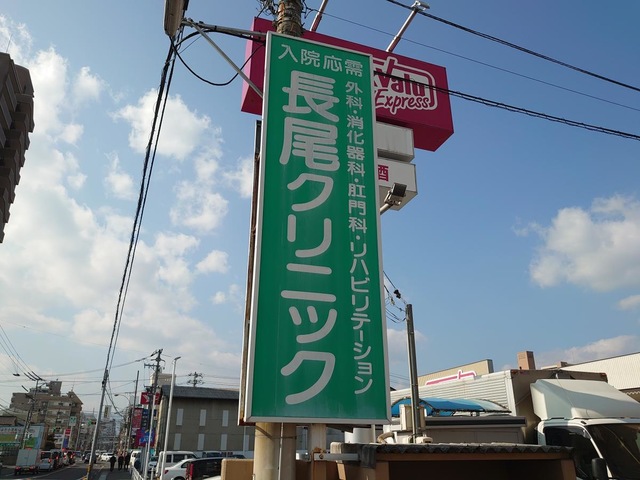 入院応需
外科・消化器科・肛門科・リハビリテーション
長尾クリニック
Valu
Express
酒